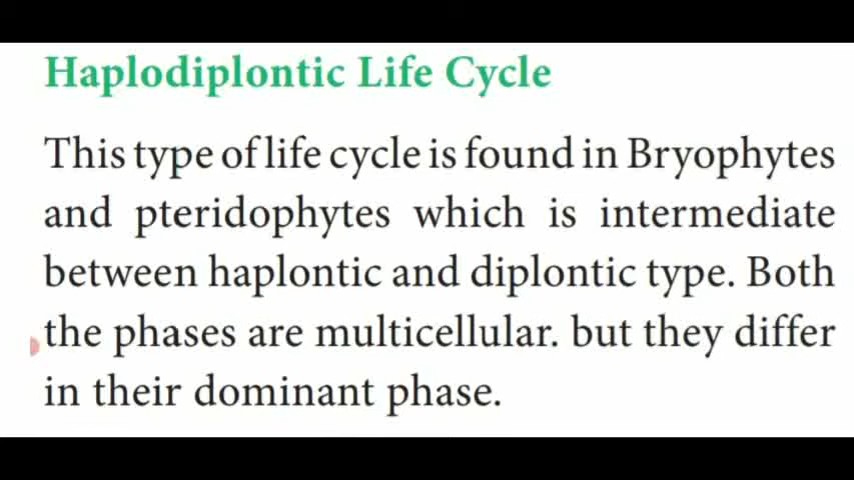 Haplodiplontic Life Cycle
This type of life cycle is found in Bryophytes
and pteridophytes which is intermediate
between haplontic and diplontic type. Both
the phases are multicellular. but they differ
in their dominant phase.